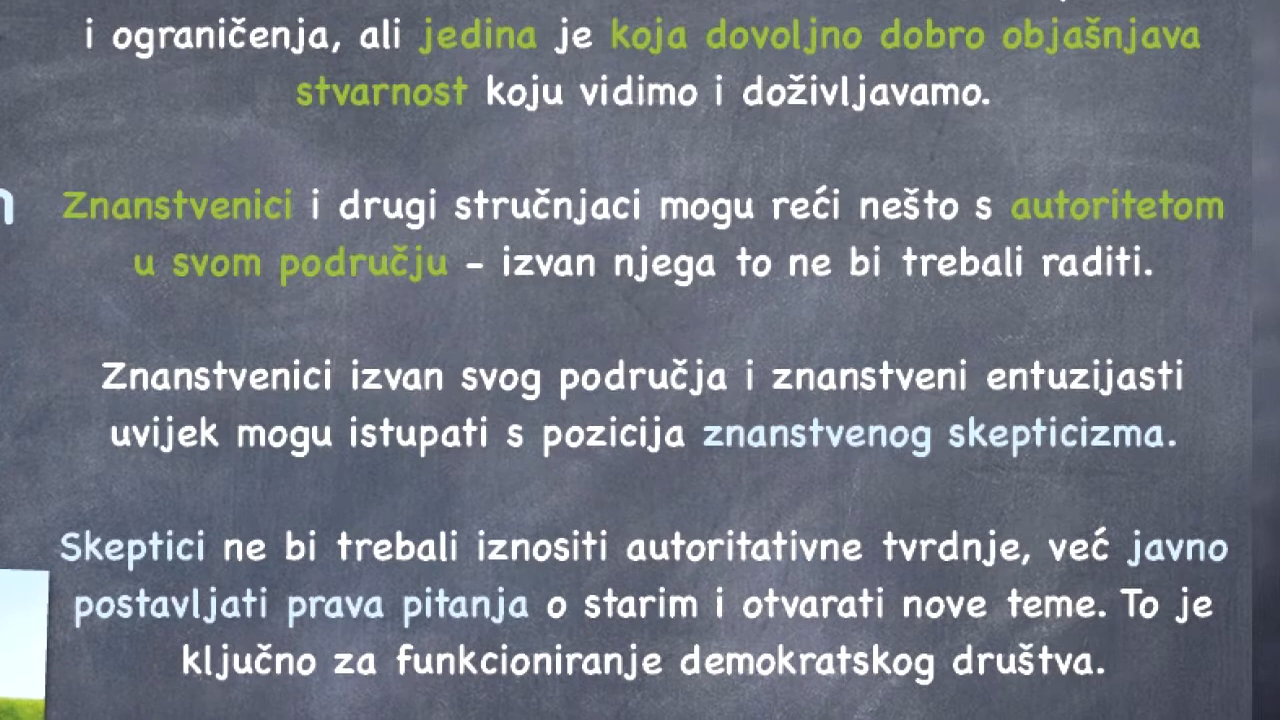 i ograničenja, ali jedina je koja dovoljno dobro objašnjava
stvarnost koju vidimo i doživljavamo.
Znanstvenici i drugi stručnjaci mogu reći nešto s autoritetom
u svom području - izvan njega to ne bi trebali raditi.
Znanstvenici izvan svog područja i znanstveni entuzijasti
uvijek mogu istupati s pozicija znanstvenog skepticizma.
Skeptici ne bi trebali iznositi autoritativne tvrdnje, već javno
postavljati prava pitanja o starim i otvarati nove teme. To je
ključno za funkcioniranje demokratskog društva.